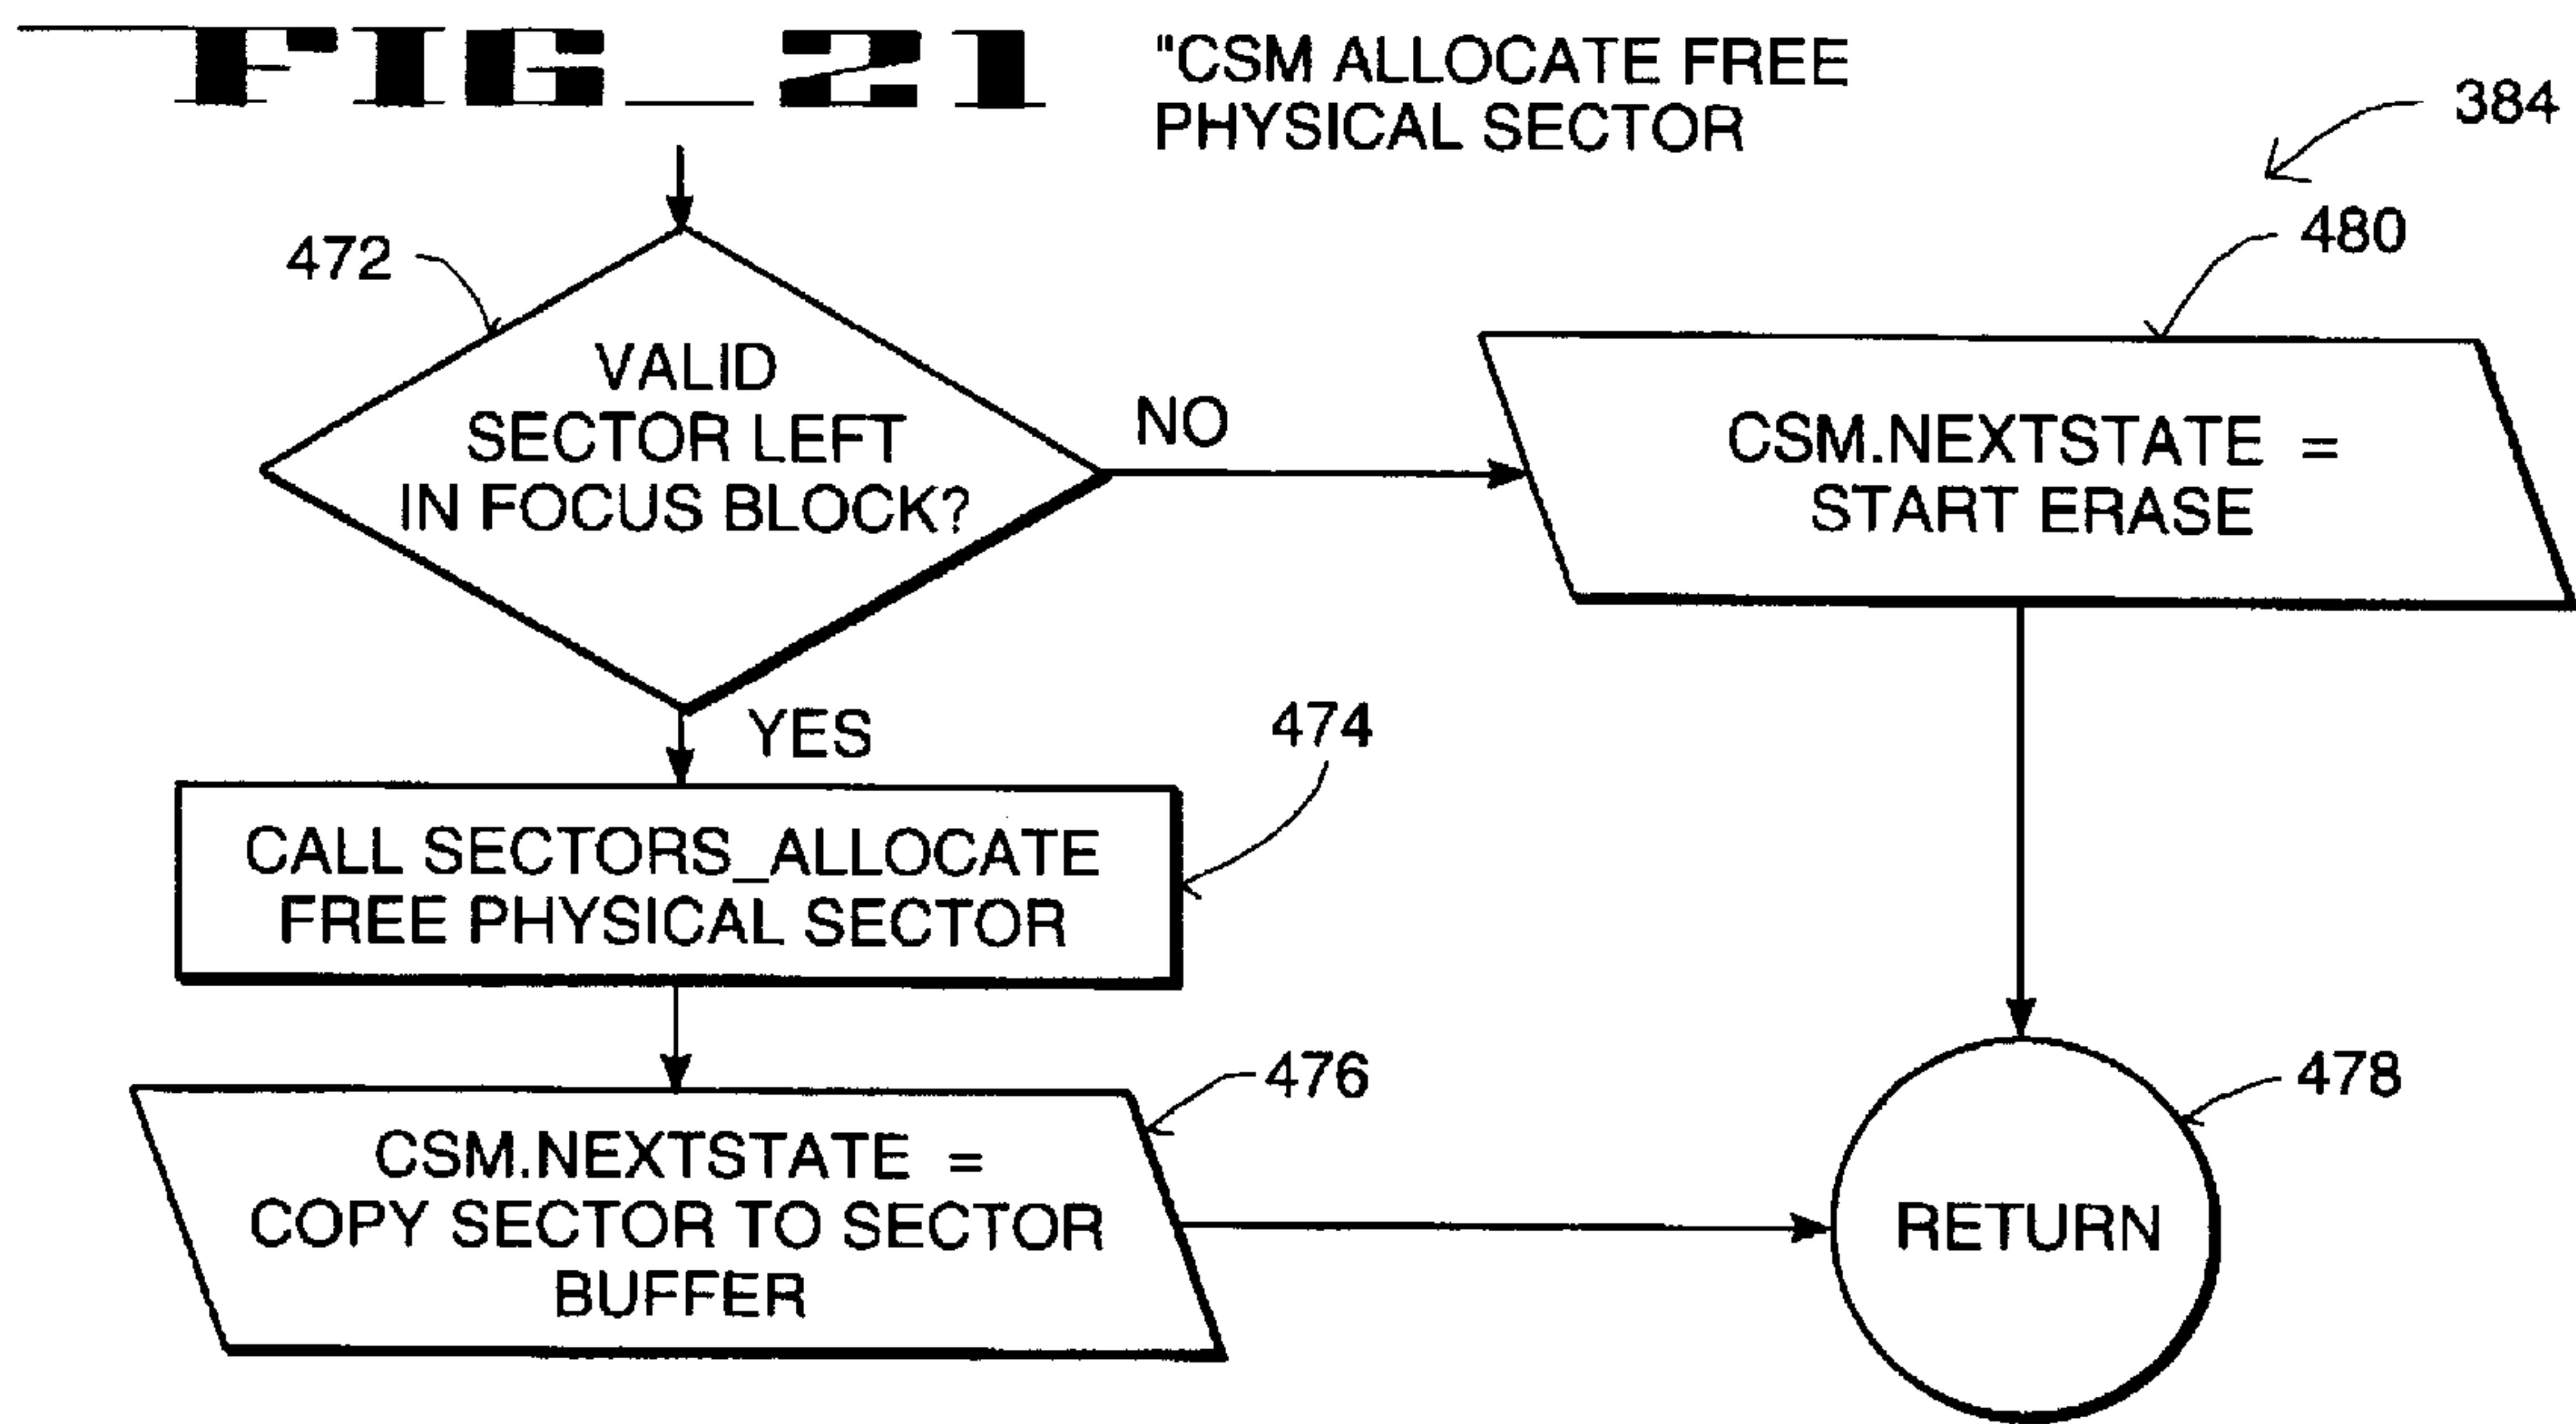 FIG_21
"CSM ALLOCATE FREE
PHYSICAL SECTOR
384
472
480
VALID
SECTOR LEFT
IN FOCUS BLOCK?
NO
CSM.NEXTSTATE =
START ERASE
YES
474
CALL SECTORS_ALLOCATE
FREE PHYSICAL SECTOR
476
CSM.NEXTSTATE =
COPY SECTOR TO SECTOR
BUFFER
478
RETURN